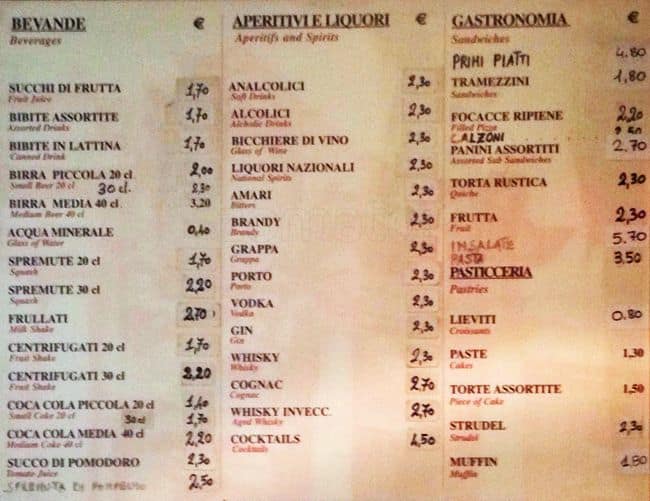 BEVANDE €
Beverages
SUCCHI DI FRUTTA 1,70
Fruit Juice
BIBITE ASSORTITE 1,70
Assorted Drinks
BIBITE IN LATTINA 1,70
Canned Drink
BIRRA PICCOLA 20 cl 2,00
Small Beer 20 cl 30 cl. 2,30
BIRRA MEDIA 40 cl 3,20
Medium Beer 40 cl
ACQUA MINERALE 0,40
Glass of Water
SPREMUTE 20 cl 1,70
Squash
SPREMUTE 30 cl 2,20
Squash
FRULLATI 2,70
Milk Shake
CENTRIFUGATI 20 cl 1,70
Fruit Shake
CENTRIFUGATI 30 cl 2,20
Fruit Shake
COCA COLA PICCOLA 20 cl 1,40
Small Coke 20 cl 30 cl 1,70
COCA COLA MEDIA 40 cl 2,20
Medium Coke 40 cl
SUCCO DI POMODORO 2,30
Tomato Juice
SPREMUTA DI POMPELMO 2,50
APERITIVI E LIQUORI €
Aperitifs and Spirits
ANALCOLICI 2,30
Soft Drinks
ALCOLICI 2,30
Alcholic Drinks
BICCHIERE DI VINO 2,30
Glass of Wine
LIQUORI NAZIONALI 2,30
National Spirits
AMARI 2,30
Bitters
BRANDY 2,30
Brandy
GRAPPA 2,30
Grappa
PORTO 2,30
Porto
VODKA 2,30
Vodka
GIN 2,30
Gin
WHISKY 2,30
Whisky
COGNAC 2,70
Cognac
WHISKY INVECC. 2,70
Aged Whisky
COCKTAILS 4,50
Cocktails
GASTRONOMIA €
Sandwiches
PRIMI PIATTI 4.80
TRAMEZZINI 1,80
Sandwiches
FOCACCE RIPIENE 2,20
Filled Pizza
CALZONI
PANINI ASSORTITI 2.70
Assorted Sub Sandwiches
TORTA RUSTICA 2,30
Quiche
FRUTTA 2,30
Fruit
INSALATE 5.70
PASTA 3,50
PASTICCERIA
Pastries
LIEVITI 0.80
Croissants
PASTE 1,30
Cakes
TORTE ASSORTITE 1,50
Piece of Cake
STRUDEL 2,30
Strudel
MUFFIN 1,80
Muffin